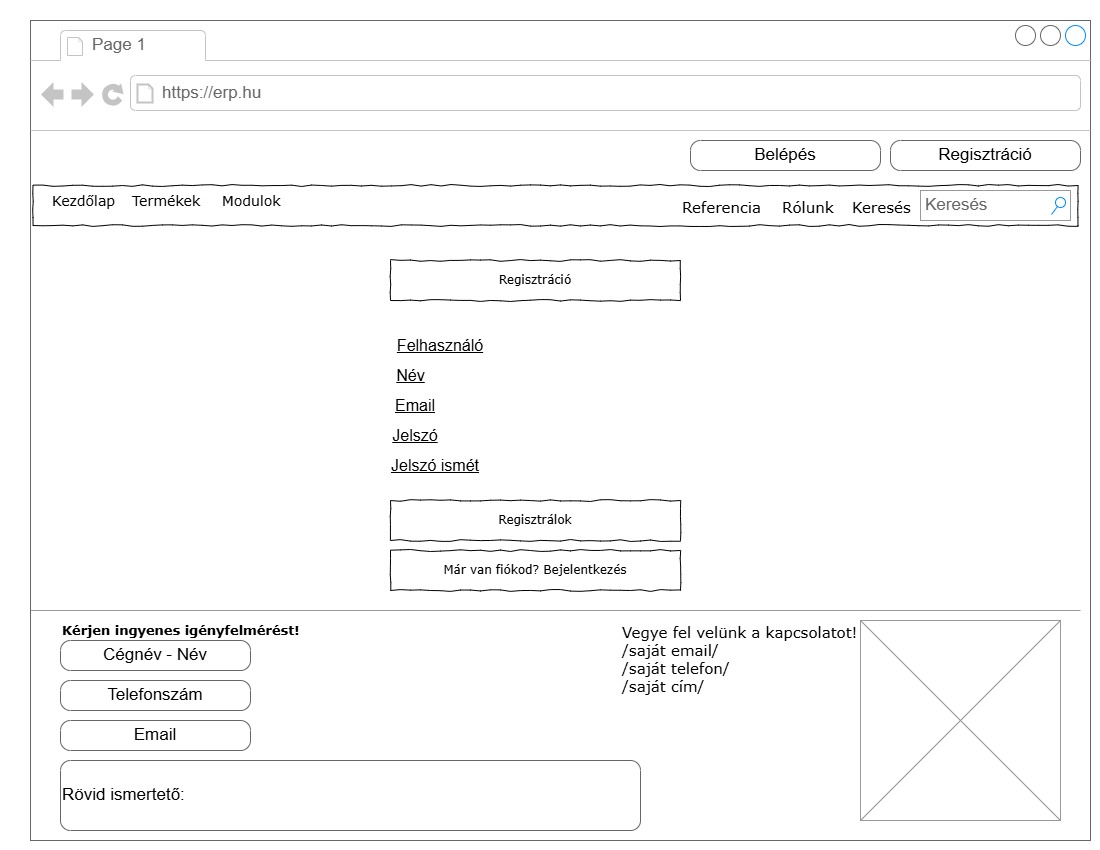 Page 1
https://erp.hu
Belépés
Regisztráció
Kezdőlap
Termékek
Modulok
Referencia
Rólunk
Keresés
Keresés
Regisztráció
Felhasználó
Név
Email
Jelszó
Jelszó ismét
Regisztrálok
Már van fiókod? Bejelentkezés
Kérjen ingyenes igényfelmérést!
Cégnév - Név
Telefonszám
Email
Rövid ismertető:
Vegye fel velünk a kapcsolatot!
/saját email/
/saját telefon/
/saját cím/